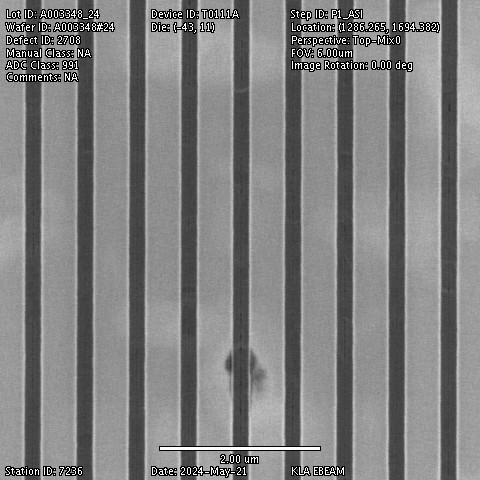 Lot ID: A003348_24
Device ID: T0111A
Step ID: P1_ASI
Wafer ID: A003348#24
Die: (-43, 11)
Location: (1286.265, 1694.382)
Defect ID: 2708
Perspective: Top-Mix0
Manual Class: NA
FOV: 5.00um
ADC Class: 991
Image Rotation: 0.00 deg
Comments: NA
2.00 um
Station ID: 7236
Date: 2024-May-21
KLA EBEAM